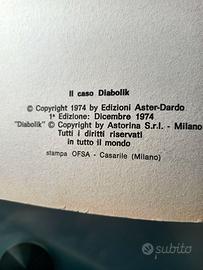 Il caso Diabolik
© Copyright 1974 by Edizioni Aster-Dardo
1ª Edizione: Dicembre 1974
"Diabolik" © Copyright by Astorina S.r.l. - Milano
Tutti i diritti riservati
in tutto il mondo
stampa OFSA - Casarile (Milano)
subito